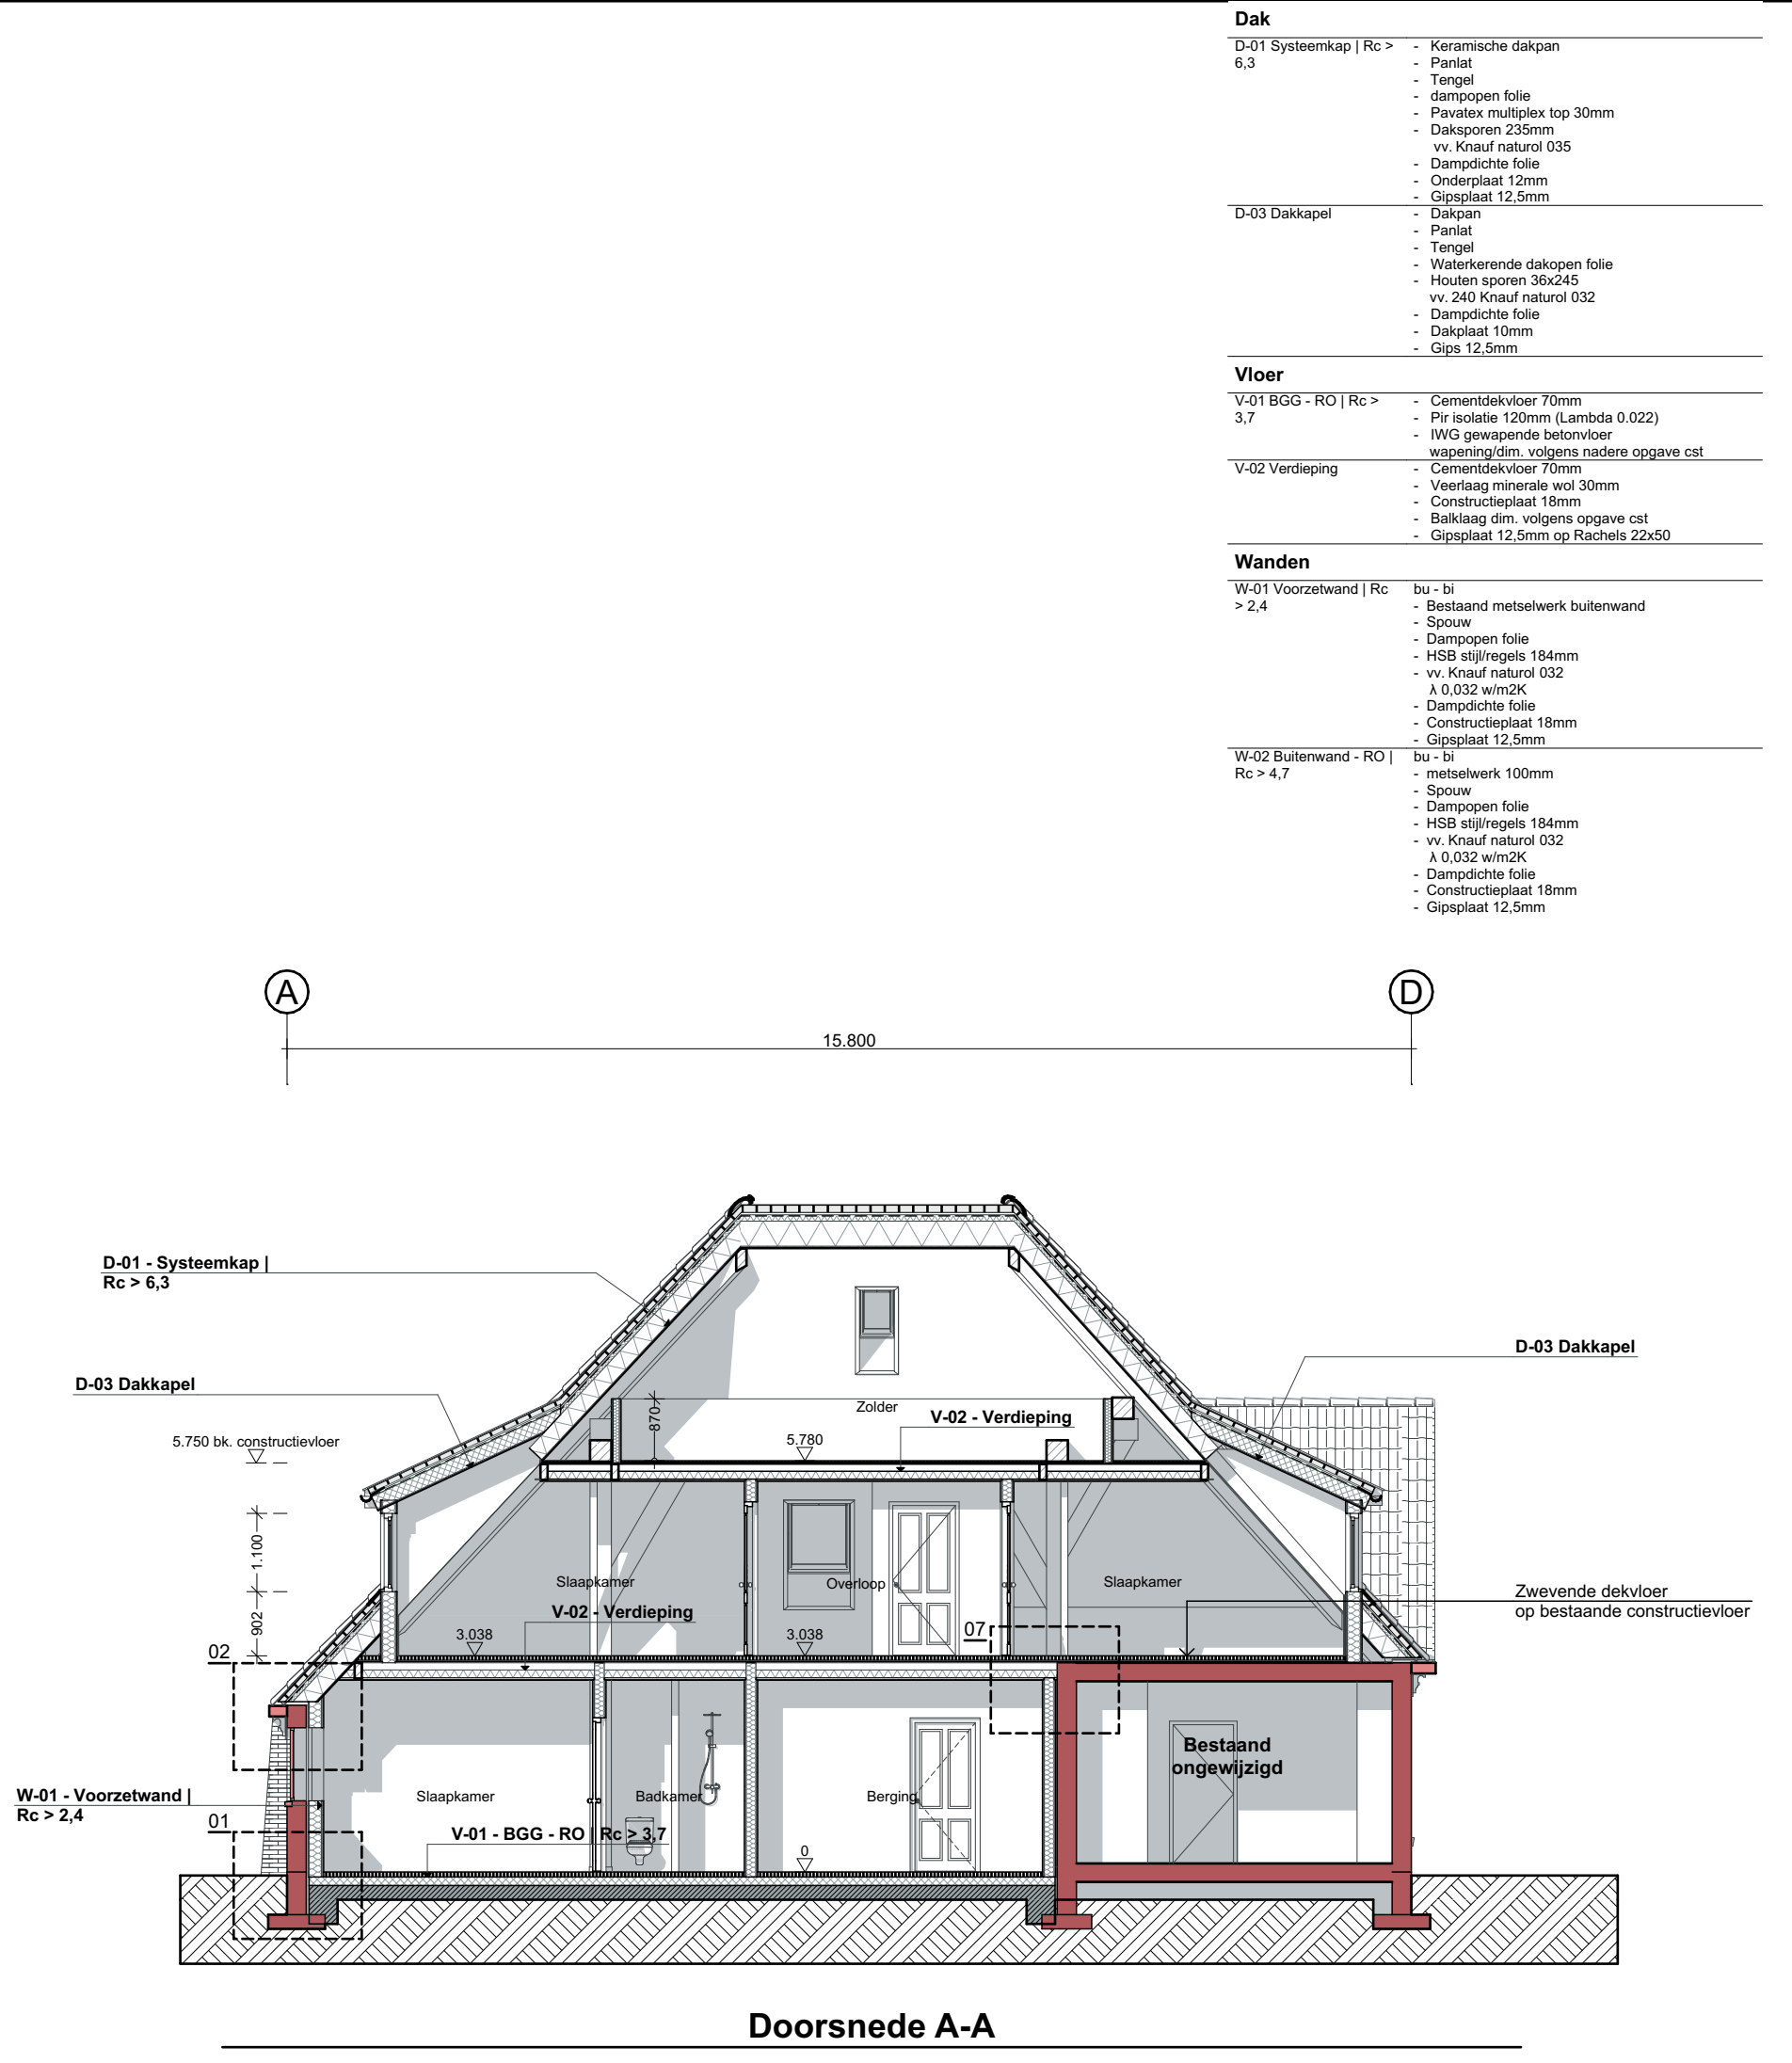 Dak
D-01 Systeemkap | Rc >
6,3
- Keramische dakpan
- Panlat
- Tengel
- dampopen folie
- Pavatex multiplex top 30mm
- Daksporen 235mm
vv. Knauf naturol 035
- Dampdichte folie
- Onderplaat 12mm
- Gipsplaat 12,5mm
D-03 Dakkapel
- Dakpan
- Panlat
- Tengel
- Waterkerende dakopen folie
- Houten sporen 36x245
vv. 240 Knauf naturol 032
- Dampdichte folie
- Dakplaat 10mm
- Gips 12,5mm
Vloer
V-01 BGG - RO | Rc >
3,7
- Cementdekvloer 70mm
- Pir isolatie 120mm (Lambda 0.022)
- IWG gewapende betonvloer
wapening/dim. volgens nadere opgave cst
V-02 Verdieping
- Cementdekvloer 70mm
- Veerlaag minerale wol 30mm
- Constructieplaat 18mm
- Balklaag dim. volgens opgave cst
- Gipsplaat 12,5mm op Rachels 22x50
Wanden
W-01 Voorzetwand | Rc
> 2,4
bu - bi
- Bestaand metselwerk buitenwand
- Spouw
- Dampopen folie
- HSB stijl/regels 184mm
- vv. Knauf naturol 032
λ 0,032 w/m2K
- Dampdichte folie
- Constructieplaat 18mm
- Gipsplaat 12,5mm
W-02 Buitenwand - RO |
Rc > 4,7
bu - bi
- metselwerk 100mm
- Spouw
- Dampopen folie
- HSB stijl/regels 184mm
- vv. Knauf naturol 032
λ 0,032 w/m2K
- Dampdichte folie
- Constructieplaat 18mm
- Gipsplaat 12,5mm
A
D
15.800
D-01 - Systeemkap |
Rc > 6,3
D-03 Dakkapel
D-03 Dakkapel
5.750 bk. constructievloer
870
Zolder
V-02 - Verdieping
5.780
1.100
902
Slaapkamer
Overloop
Slaapkamer
V-02 - Verdieping
3.038
3.038
Zwevende dekvloer
op bestaande constructievloer
02
07
W-01 - Voorzetwand |
Rc > 2,4
Slaapkamer
Badkamer
Berging
Bestaand
ongewijzigd
01
V-01 - BGG - RO | Rc > 3,7
0
Doorsnede A-A